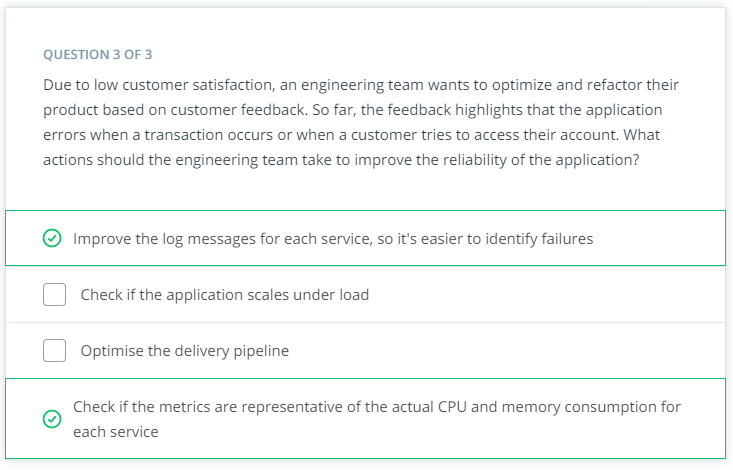 QUESTION 3 OF 3
Due to low customer satisfaction, an engineering team wants to optimize and refactor their
product based on customer feedback. So far, the feedback highlights that the application
errors when a transaction occurs or when a customer tries to access their account. What
actions should the engineering team take to improve the reliability of the application?
Improve the log messages for each service, so it's easier to identify failures
Check if the application scales under load
Optimise the delivery pipeline
Check if the metrics are representative of the actual CPU and memory consumption for
each service